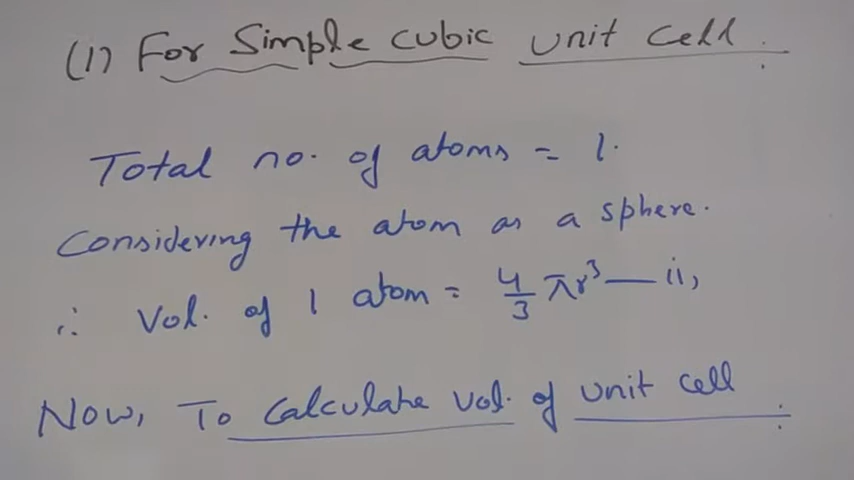 (1) For Simple cubic unit cell.
Total no. of atoms = 1.
Considering the atom as a sphere.
∴ Vol. of 1 atom = 4/3 πr³ — ii,
Now, To calculate vol. of unit cell :